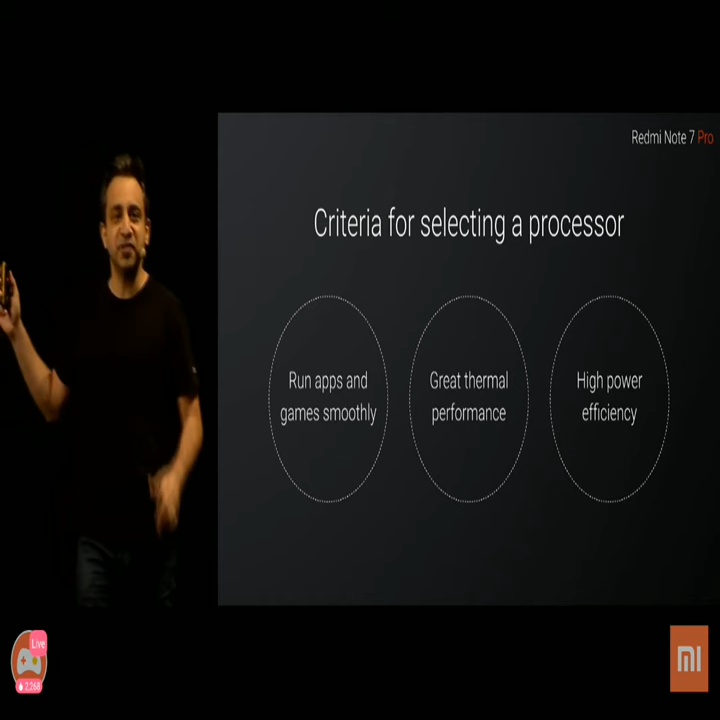 Redmi Note 7 Pro
Criteria for selecting a processor
Run apps and
games smoothly
Great thermal
performance
High power
efficiency
Live
2,268
MI